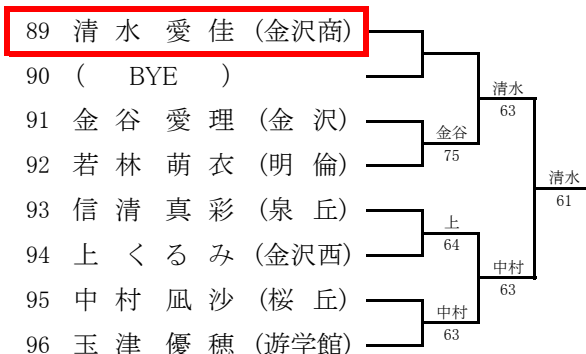 89 清水 愛佳 (金沢商)
90 ( BYE )
91 金谷 愛理 (金沢)
92 若林 萌衣 (明倫)
93 信清 真彩 (泉丘)
94 上 くるみ (金沢西)
95 中村 凪沙 (桜丘)
96 玉津 優穂 (遊学館)
金谷
75
上
64
中村
63
清水
63
中村
63
清水
61